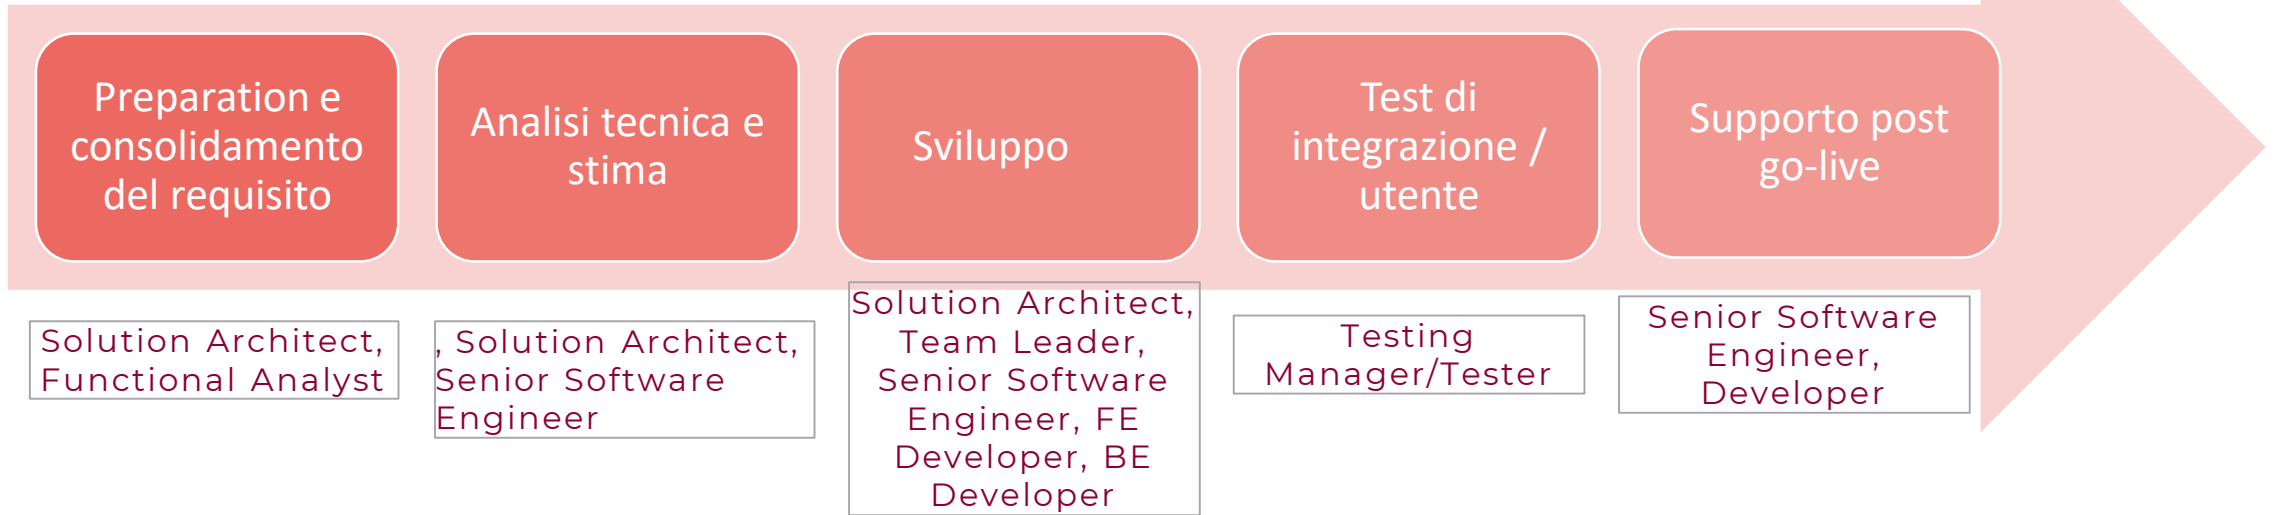 Preparation e
consolidamento
del requisito
Analisi tecnica e
stima
Sviluppo
Test di
integrazione /
utente
Supporto post
go-live
Solution Architect,
Functional Analyst
, Solution Architect,
Senior Software
Engineer
Solution Architect,
Team Leader,
Senior Software
Engineer, FE
Developer, BE
Developer
Testing
Manager/Tester
Senior Software
Engineer,
Developer